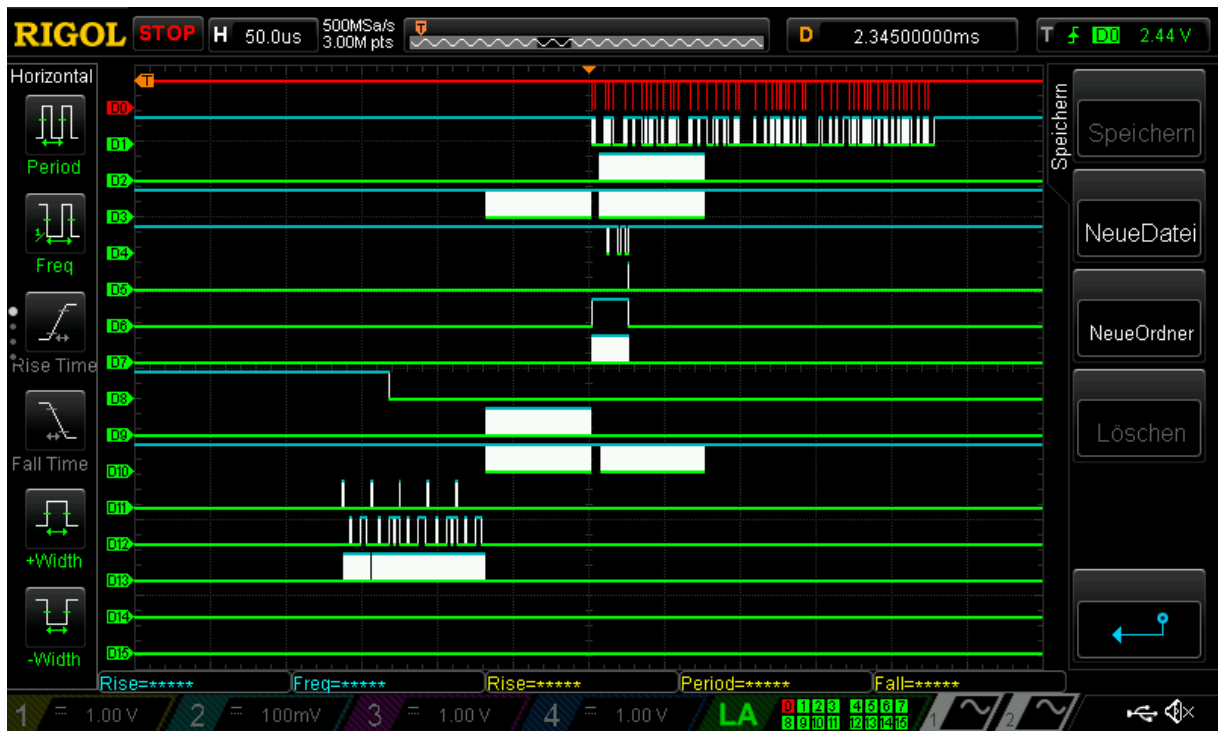 RIGOL STOP H 50.0us 500MSa/s 3.00M pts T D 2.34500000ms T D0 2.44 V
Horizontal
Period
Freq
Rise Time
Fall Time
+Width
-Width
T
D0
D1
D2
D3
D4
D5
D6
D7
D8
D9
D10
D11
D12
D13
D14
D15
Speichern
Speichern
NeueDatei
NeueOrdner
Löschen
Rise=***** Freq=***** Rise=***** Period=***** Fall=*****
1 = 1.00 V 2 = 100mV 3 = 1.00 V 4 = 1.00 V LA 0 1 2 3 4 5 6 7 1 2
8 9 10 11 12 13 14 15